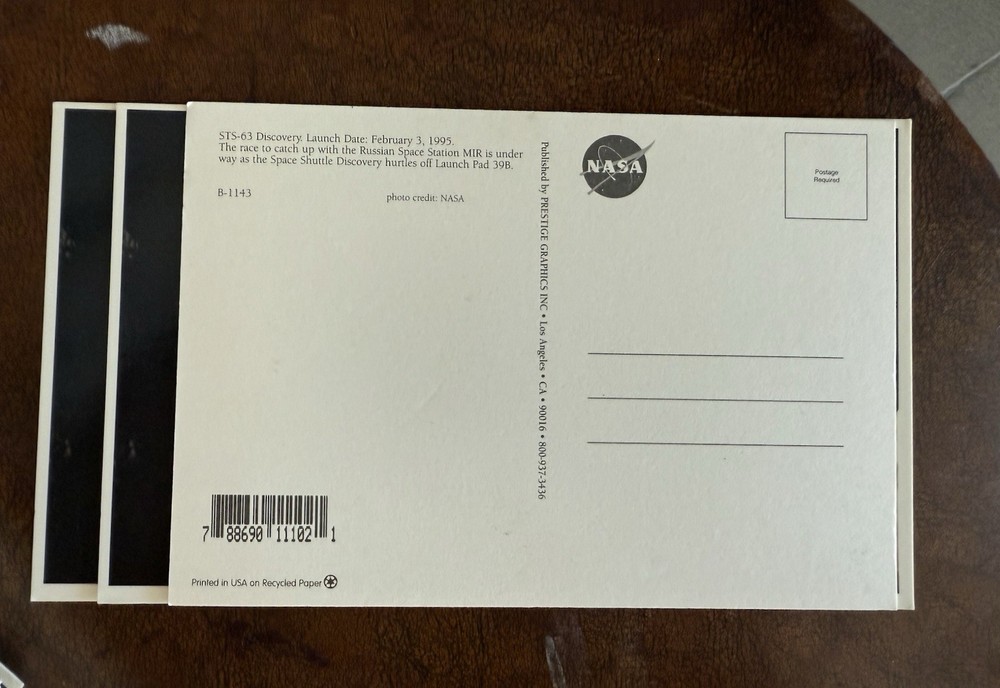 STS-63 Discovery. Launch Date: February 3, 1995.
The race to catch up with the Russian Space Station MIR is under
way as the Space Shuttle Discovery hurtles off Launch Pad 39B.
B-1143
photo credit: NASA
7 88690 11102 1
Printed in USA on Recycled Paper
Published by PRESTIGE GRAPHICS INC • Los Angeles • CA • 90016 • 800-937-3436
NASA
Postage
Required